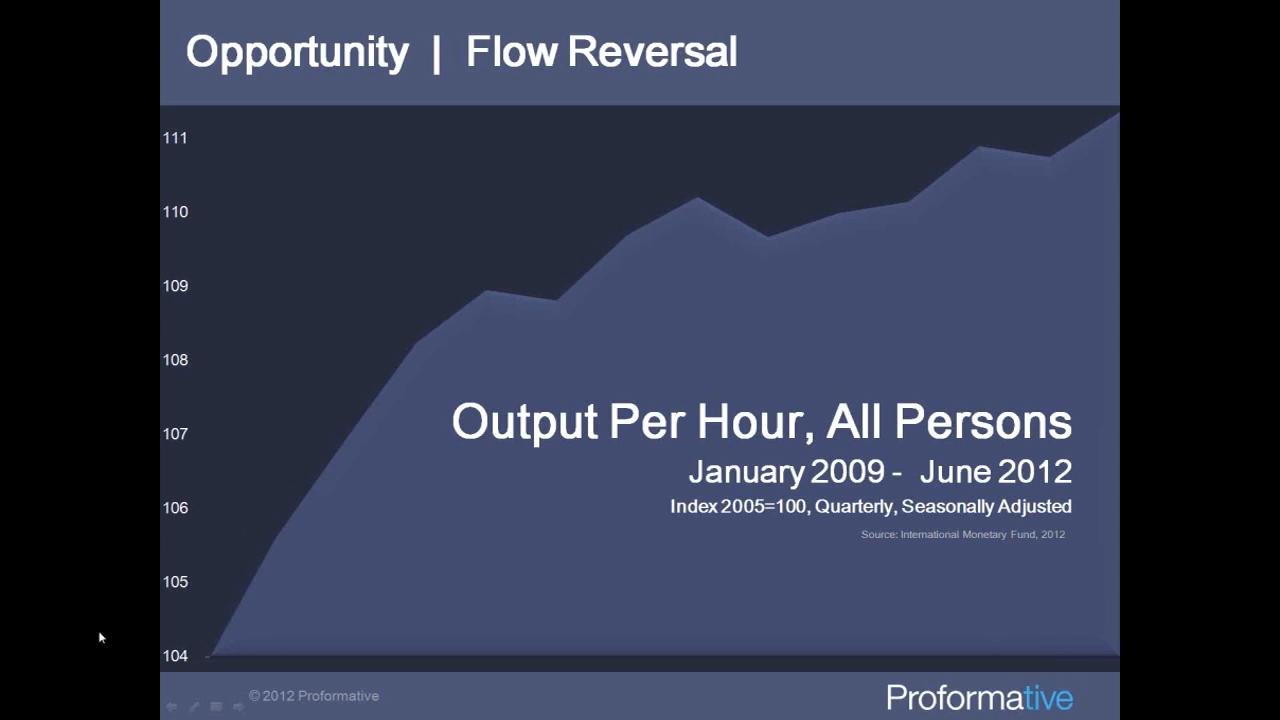 Opportunity | Flow Reversal
111
110
109
108
107
106
105
104
Output Per Hour, All Persons
January 2009 - June 2012
Index 2005=100, Quarterly, Seasonally Adjusted
Source: International Monetary Fund, 2012
© 2012 Proformative
Proformative